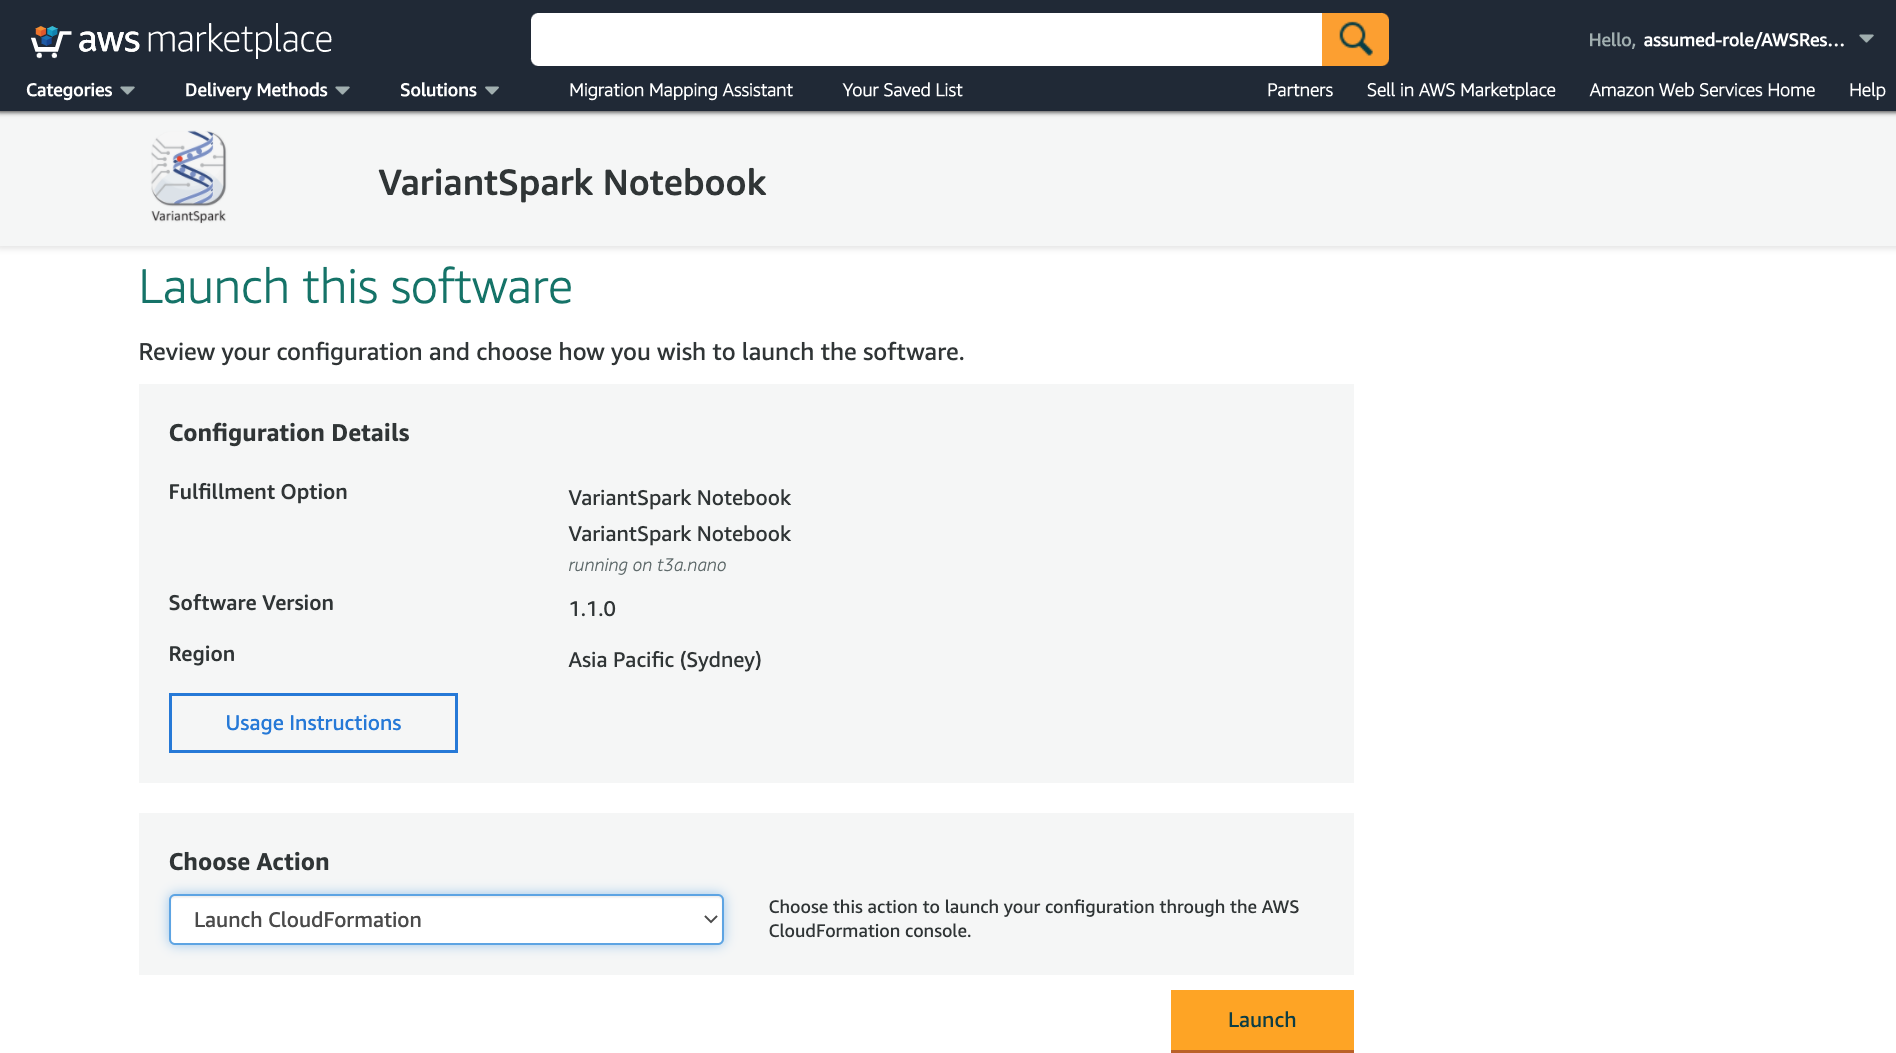 aws marketplace
Hello, assumed-role/AWSRes...
Categories Delivery Methods Solutions Migration Mapping Assistant Your Saved List Partners Sell in AWS Marketplace Amazon Web Services Home Help
VariantSpark
VariantSpark Notebook
Launch this software
Review your configuration and choose how you wish to launch the software.
Configuration Details
Fulfillment Option
VariantSpark Notebook
VariantSpark Notebook
running on t3a.nano
Software Version
1.1.0
Region
Asia Pacific (Sydney)
Usage Instructions
Choose Action
Launch CloudFormation
Choose this action to launch your configuration through the AWS
CloudFormation console.
Launch